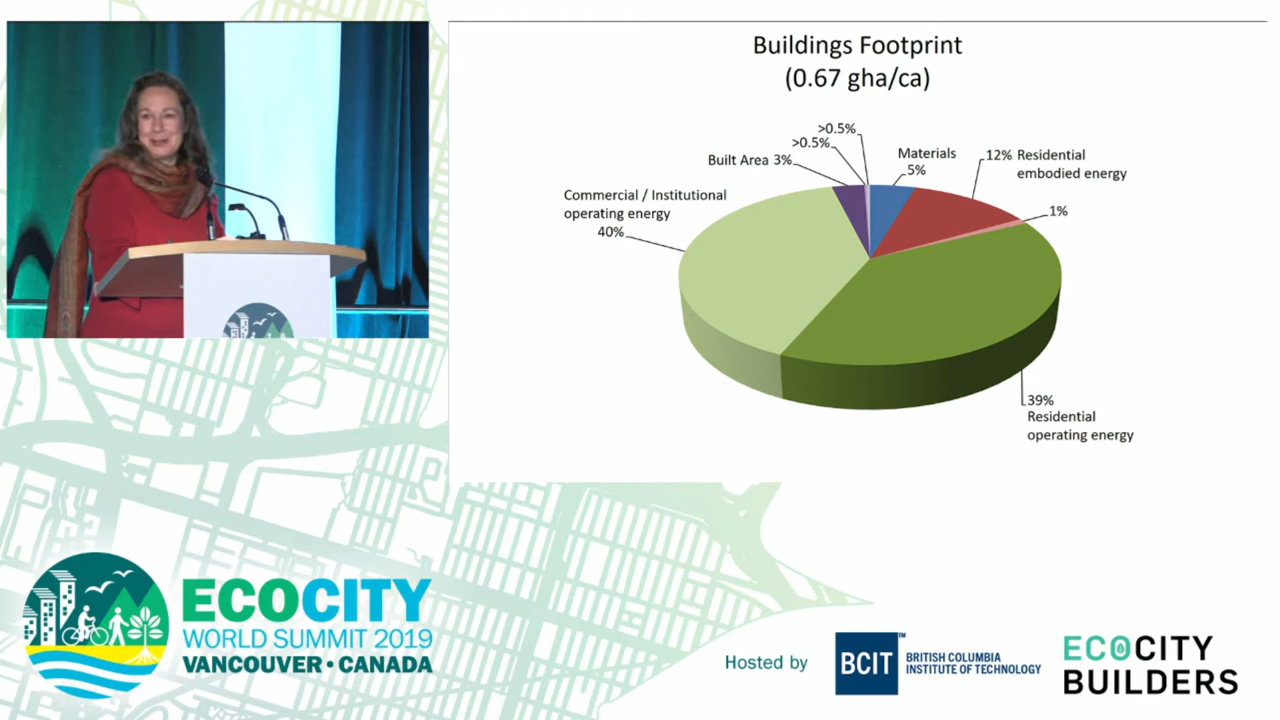 Buildings Footprint
(0.67 gha/ca)
>0.5%
>0.5%
Built Area 3%
Materials
5%
12% Residential
embodied energy
1%
Commercial / Institutional
operating energy
40%
39%
Residential
operating energy
ECOCITY
WORLD SUMMIT 2019
VANCOUVER • CANADA
Hosted by
BCIT™
BRITISH COLUMBIA
INSTITUTE OF TECHNOLOGY
ECOCITY
BUILDERS